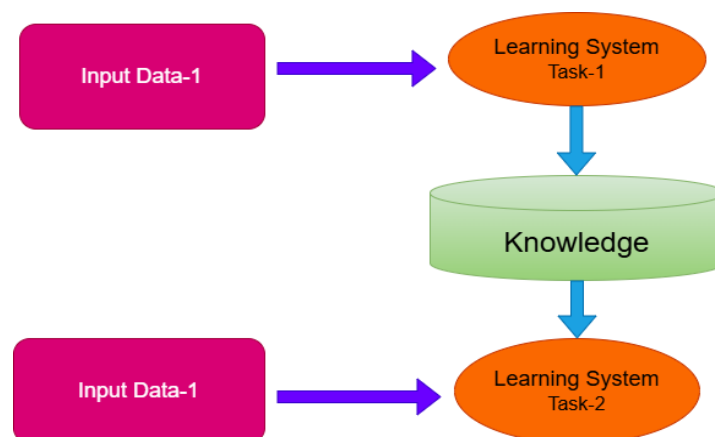 Input Data-1
Learning System
Task-1
Knowledge
Input Data-1
Learning System
Task-2